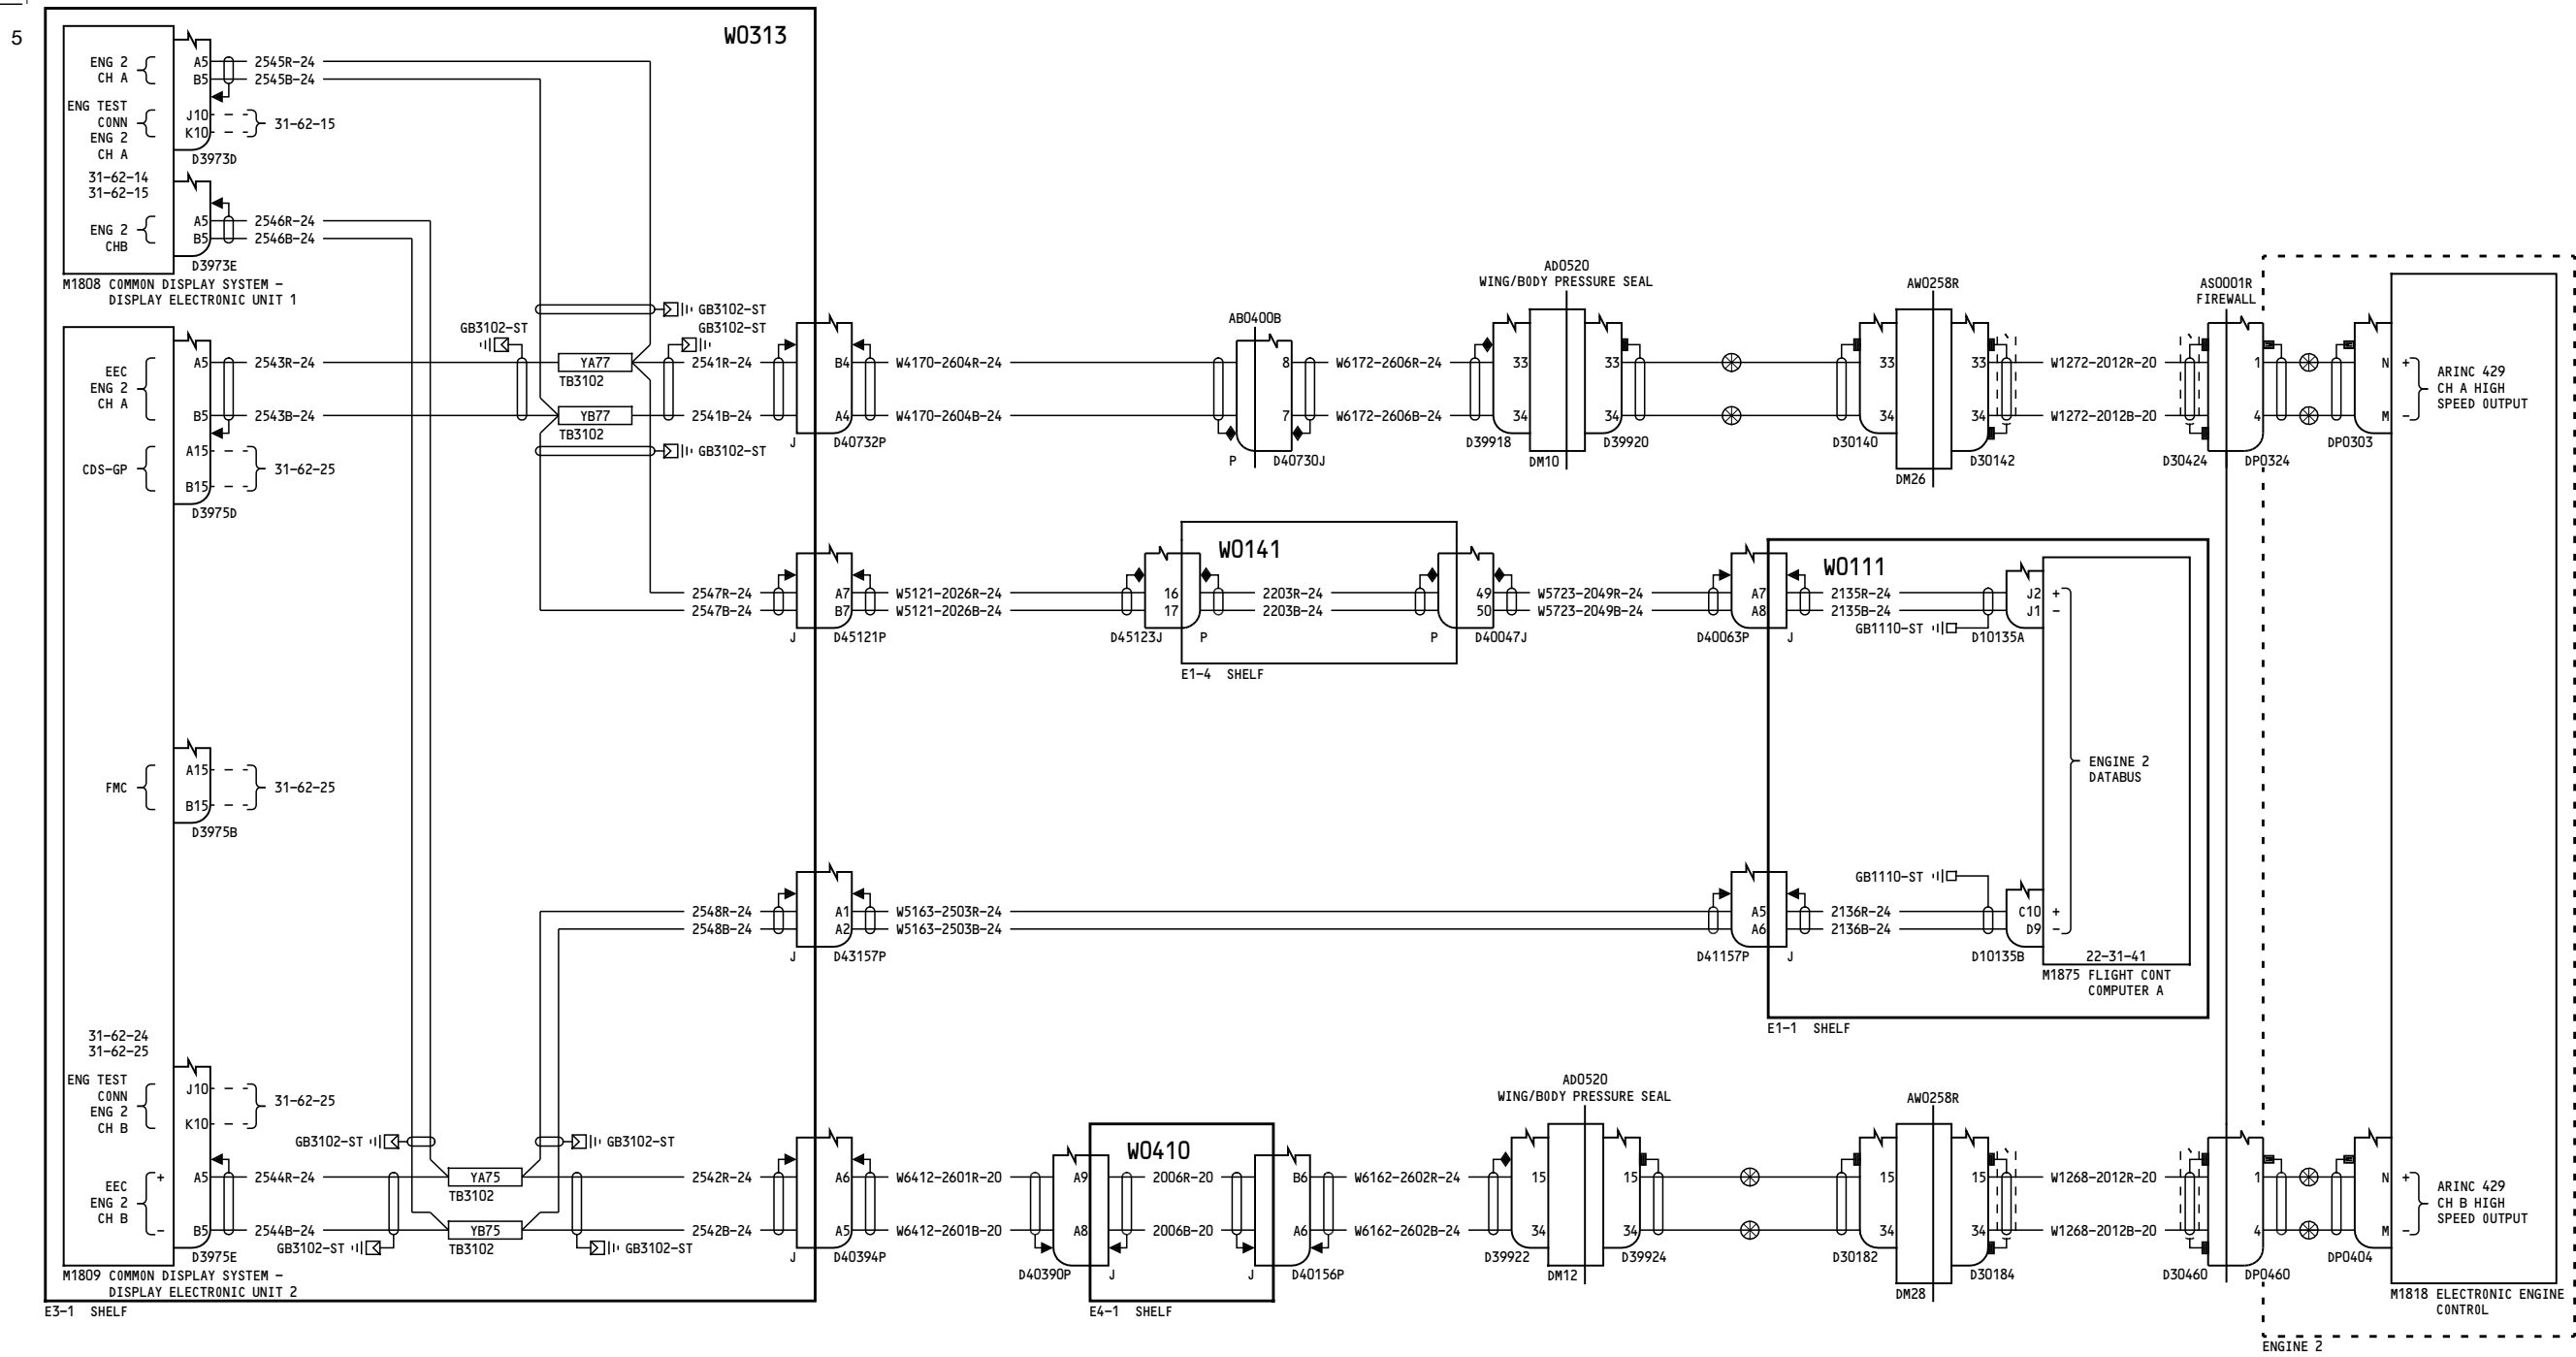 5
W0313
ENG 2
CH A
A5
B5
2545R-24
2545B-24
ENG TEST
CONN
ENG 2
CH A
J10
K10
31-62-15
D3973D
31-62-14
31-62-15
ENG 2
CHB
A5
B5
2546R-24
2546B-24
D3973E
M1808 COMMON DISPLAY SYSTEM -
DISPLAY ELECTRONIC UNIT 1
EEC
ENG 2
CH A
A5
B5
2543R-24
2543B-24
CDS-GP
A15
B15
31-62-25
D3975D
GB3102-ST
GB3102-ST
GB3102-ST
GB3102-ST
YA77
TB3102
YB77
TB3102
2541R-24
2541B-24
J
B4
A4
D40732P
W4170-2604R-24
W4170-2604B-24
AB0400B
8
7
P
D40730J
W6172-2606R-24
W6172-2606B-24
AD0520
WING/BODY PRESSURE SEAL
33
34
D39918
DM10
33
34
D39920
AW0258R
33
34
D30140
DM26
33
34
D30142
W1272-2012R-20
W1272-2012B-20
AS0001R
FIREWALL
D30424
1
4
DP0324
DP0303
N
M
+
-
ARINC 429
CH A HIGH
SPEED OUTPUT
2547R-24
2547B-24
J
A7
B7
D45121P
W5121-2026R-24
W5121-2026B-24
W0141
16
17
D45123J
P
2203R-24
2203B-24
P
49
50
D40047J
E1-4 SHELF
W5723-2049R-24
W5723-2049B-24
A7
A8
D40063P
J
W0111
2135R-24
2135B-24
GB1110-ST
J2
J1
+
-
D10135A
ENGINE 2
DATABUS
FMC
A15
B15
31-62-25
D3975B
2548R-24
2548B-24
J
A1
A2
D43157P
W5163-2503R-24
W5163-2503B-24
A5
A6
D41157P
J
GB1110-ST
2136R-24
2136B-24
C10
D9
+
-
D10135B
22-31-41
M1875 FLIGHT CONT
COMPUTER A
E1-1 SHELF
31-62-24
31-62-25
ENG TEST
CONN
ENG 2
CH B
J10
K10
31-62-25
EEC
ENG 2
CH B
+
-
A5
B5
D3975E
2544R-24
2544B-24
GB3102-ST
GB3102-ST
GB3102-ST
GB3102-ST
YA75
TB3102
YB75
TB3102
2542R-24
2542B-24
J
A6
A5
D40394P
W6412-2601R-20
W6412-2601B-20
W0410
A9
A8
D40390P
J
2006R-20
2006B-20
J
B6
A6
D40156P
E4-1 SHELF
W6162-2602R-24
W6162-2602B-24
AD0520
WING/BODY PRESSURE SEAL
15
34
D39922
DM12
15
34
D39924
AW0258R
15
34
D30182
DM28
15
34
D30184
W1268-2012R-20
W1268-2012B-20
D30460
1
4
DP0460
DP0404
N
M
+
-
ARINC 429
CH B HIGH
SPEED OUTPUT
M1809 COMMON DISPLAY SYSTEM -
DISPLAY ELECTRONIC UNIT 2
E3-1 SHELF
M1818 ELECTRONIC ENGINE
CONTROL
ENGINE 2